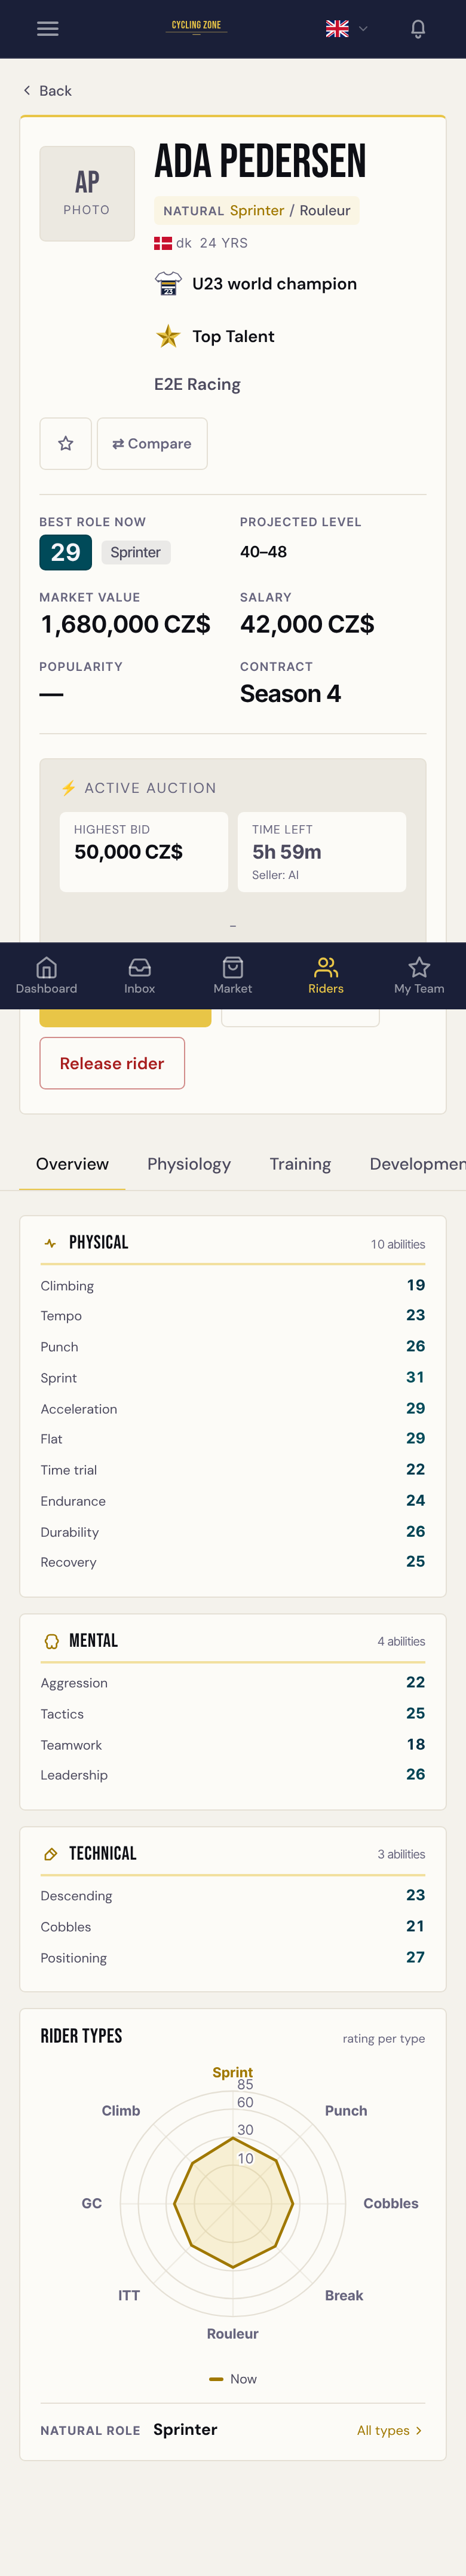 CYCLING ZONE
Back
AP
PHOTO
ADA PEDERSEN
NATURAL Sprinter / Rouleur
dk 24 YRS
23
U23 world champion
Top Talent
E2E Racing
⇄ Compare
BEST ROLE NOW
29 Sprinter
PROJECTED LEVEL
40–48
MARKET VALUE
1,680,000 CZ$
SALARY
42,000 CZ$
POPULARITY
—
CONTRACT
Season 4
⚡ ACTIVE AUCTION
HIGHEST BID
50,000 CZ$
TIME LEFT
5h 59m
Seller: AI
–
Dashboard
Inbox
Market
Riders
My Team
Release rider
Overview Physiology Training Developmen
PHYSICAL 10 abilities
Climbing 19
Tempo 23
Punch 26
Sprint 31
Acceleration 29
Flat 29
Time trial 22
Endurance 24
Durability 26
Recovery 25
MENTAL 4 abilities
Aggression 22
Tactics 25
Teamwork 18
Leadership 26
TECHNICAL 3 abilities
Descending 23
Cobbles 21
Positioning 27
RIDER TYPES rating per type
Sprint
85
60
30
10
Climb
Punch
GC
Cobbles
ITT
Break
Rouleur
Now
NATURAL ROLE Sprinter All types